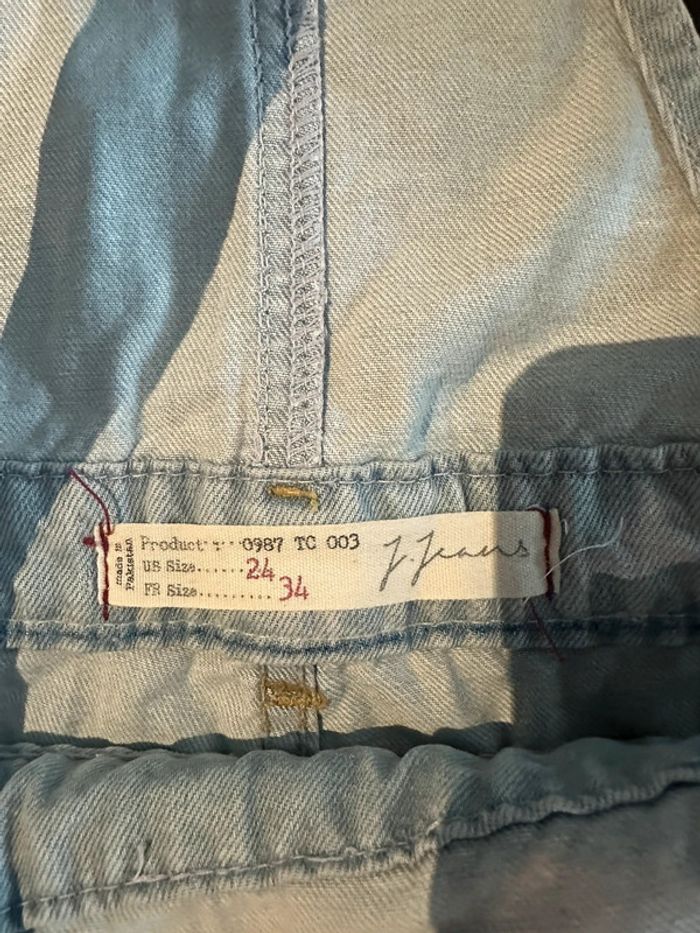 made in
Pakistan
Product : ... 0987 TC 003
US Size......24
FR Size.........34
J. Jeans